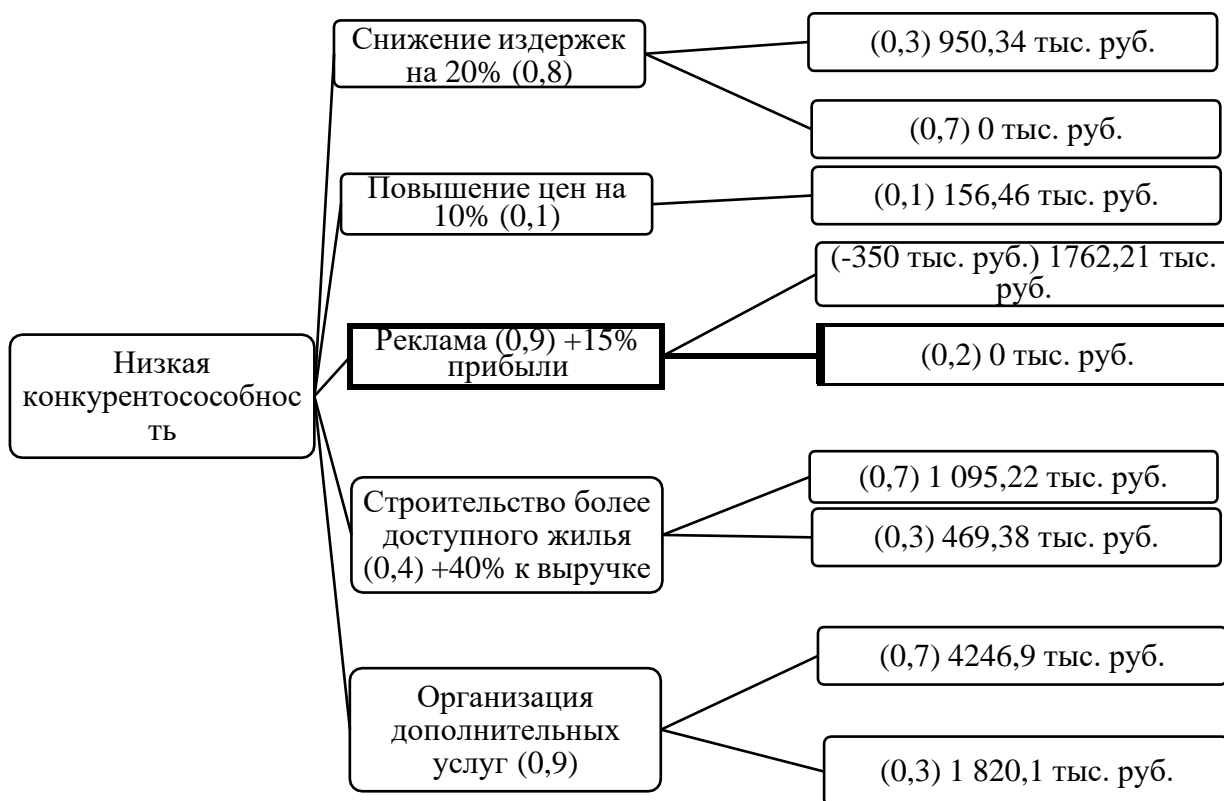 Низкая
конкурентосособнос
ть
Снижение издержек
на 20% (0,8)
(0,3) 950,34 тыс. руб.
(0,7) 0 тыс. руб.
Повышение цен на
10% (0,1)
(0,1) 156,46 тыс. руб.
Реклама (0,9) +15%
прибыли
(-350 тыс. руб.) 1762,21 тыс.
руб.
(0,2) 0 тыс. руб.
Строительство более
доступного жилья
(0,4) +40% к выручке
(0,7) 1 095,22 тыс. руб.
(0,3) 469,38 тыс. руб.
Организация
дополнительных
услуг (0,9)
(0,7) 4246,9 тыс. руб.
(0,3) 1 820,1 тыс. руб.